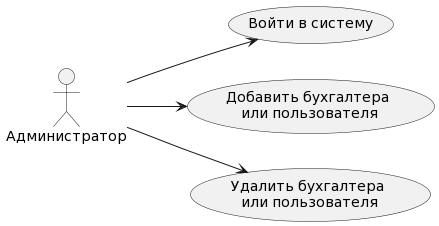 Войти в систему
Добавить бухгалтера
или пользователя
Администратор
Удалить бухгалтера
или пользователя